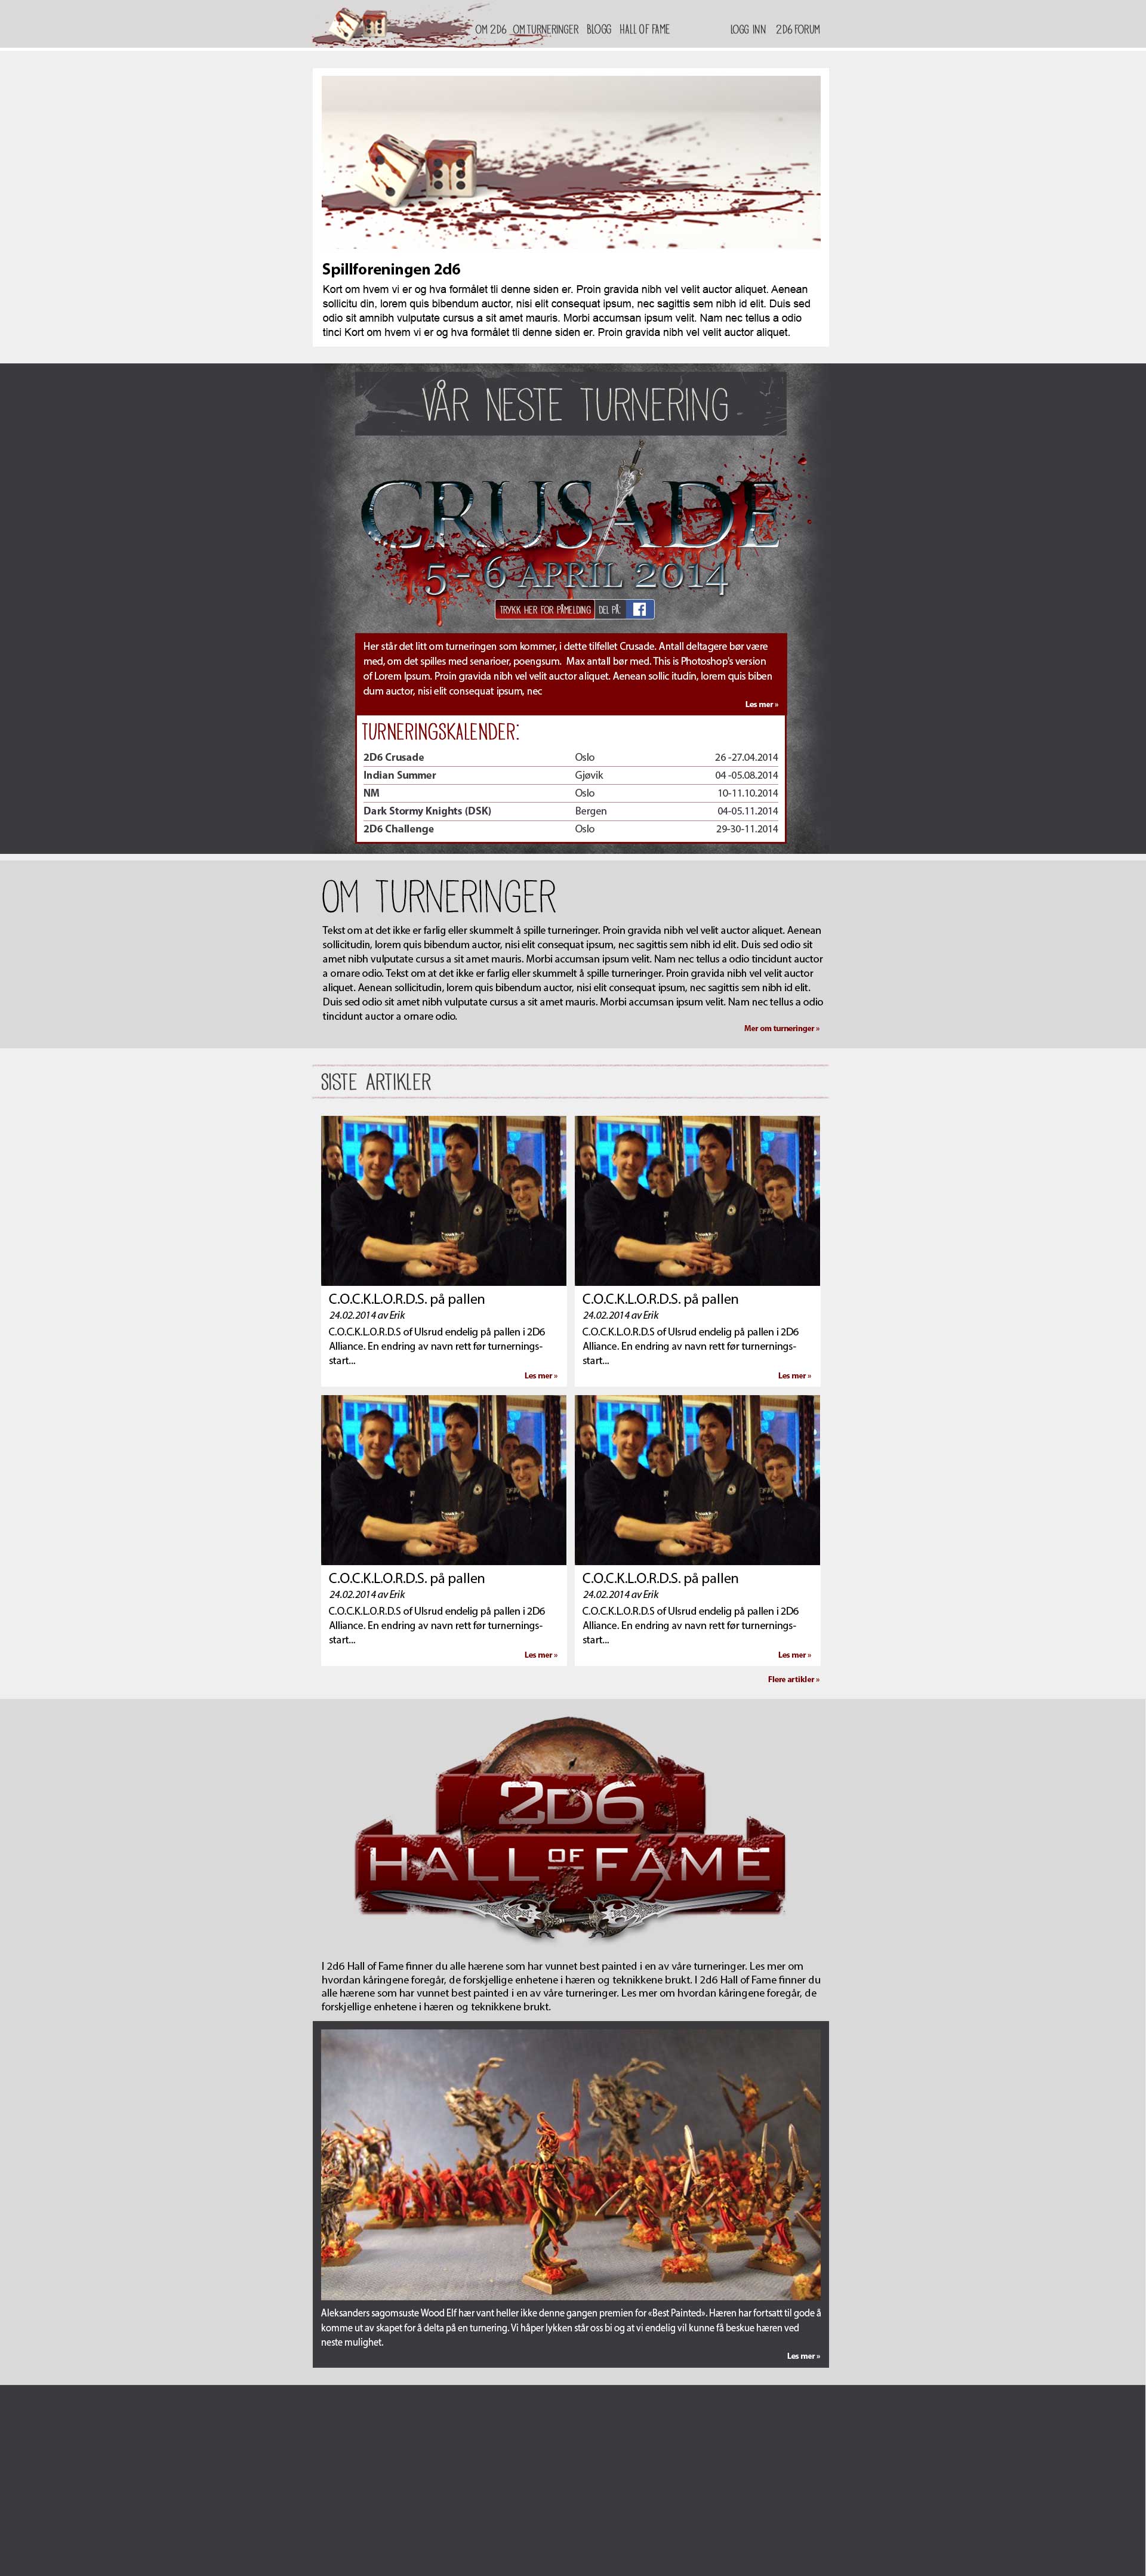 OM 2D6 OM TURNERINGER BLOGG HALL OF FAME LOGG INN 2D6 FORUM
Spillforeningen 2d6
Kort om hvem vi er og hva formålet tli denne siden er. Proin gravida nibh vel velit auctor aliquet. Aenean
sollicitu din, lorem quis bibendum auctor, nisi elit consequat ipsum, nec sagittis sem nibh id elit. Duis sed
odio sit amnibh vulputate cursus a sit amet mauris. Morbi accumsan ipsum velit. Nam nec tellus a odio
tinci Kort om hvem vi er og hva formålet tli denne siden er. Proin gravida nibh vel velit auctor aliquet.
VÅR NESTE TURNERING
CRUSADE
5 - 6 APRIL 2014
TRYKK HER FOR PÅMELDING DEL PÅ: f
Her står det litt om turneringen som kommer, i dette tilfellet Crusade. Antall deltagere bør være
med, om det spilles med senarioer, poengsum. Max antall bør med. This is Photoshop's version
of Lorem Ipsum. Proin gravida nibh vel velit auctor aliquet. Aenean sollic itudin, lorem quis biben
dum auctor, nisi elit consequat ipsum, nec
Les mer »
TURNERINGSKALENDER:
2D6 Crusade Oslo 26 -27.04.2014
Indian Summer Gjøvik 04 -05.08.2014
NM Oslo 10-11.10.2014
Dark Stormy Knights (DSK) Bergen 04-05.11.2014
2D6 Challenge Oslo 29-30-11.2014
OM TURNERINGER
Tekst om at det ikke er farlig eller skummelt å spille turneringer. Proin gravida nibh vel velit auctor aliquet. Aenean
sollicitudin, lorem quis bibendum auctor, nisi elit consequat ipsum, nec sagittis sem nibh id elit. Duis sed odio sit
amet nibh vulputate cursus a sit amet mauris. Morbi accumsan ipsum velit. Nam nec tellus a odio tincidunt auctor
a ornare odio. Tekst om at det ikke er farlig eller skummelt å spille turneringer. Proin gravida nibh vel velit auctor
aliquet. Aenean sollicitudin, lorem quis bibendum auctor, nisi elit consequat ipsum, nec sagittis sem nibh id elit.
Duis sed odio sit amet nibh vulputate cursus a sit amet mauris. Morbi accumsan ipsum velit. Nam nec tellus a odio
tincidunt auctor a ornare odio.
Mer om turneringer »
SISTE ARTIKLER
C.O.C.K.L.O.R.D.S. på pallen
24.02.2014 av Erik
C.O.C.K.L.O.R.D.S of Ulsrud endelig på pallen i 2D6
Alliance. En endring av navn rett før turnernings-
start...
Les mer »
C.O.C.K.L.O.R.D.S. på pallen
24.02.2014 av Erik
C.O.C.K.L.O.R.D.S of Ulsrud endelig på pallen i 2D6
Alliance. En endring av navn rett før turnernings-
start...
Les mer »
C.O.C.K.L.O.R.D.S. på pallen
24.02.2014 av Erik
C.O.C.K.L.O.R.D.S of Ulsrud endelig på pallen i 2D6
Alliance. En endring av navn rett før turnernings-
start...
Les mer »
C.O.C.K.L.O.R.D.S. på pallen
24.02.2014 av Erik
C.O.C.K.L.O.R.D.S of Ulsrud endelig på pallen i 2D6
Alliance. En endring av navn rett før turnernings-
start...
Les mer »
Flere artikler »
2D6
HALL OF FAME
I 2d6 Hall of Fame finner du alle hærene som har vunnet best painted i en av våre turneringer. Les mer om
hvordan kåringene foregår, de forskjellige enhetene i hæren og teknikkene brukt. I 2d6 Hall of Fame finner du
alle hærene som har vunnet best painted i en av våre turneringer. Les mer om hvordan kåringene foregår, de
forskjellige enhetene i hæren og teknikkene brukt.
Aleksanders sagomsuste Wood Elf hær vant heller ikke denne gangen premien for «Best Painted». Hæren har fortsatt til gode å
komme ut av skapet for å delta på en turnering. Vi håper lykken står oss bi og at vi endelig vil kunne få beskue hæren ved
neste mulighet.
Les mer »